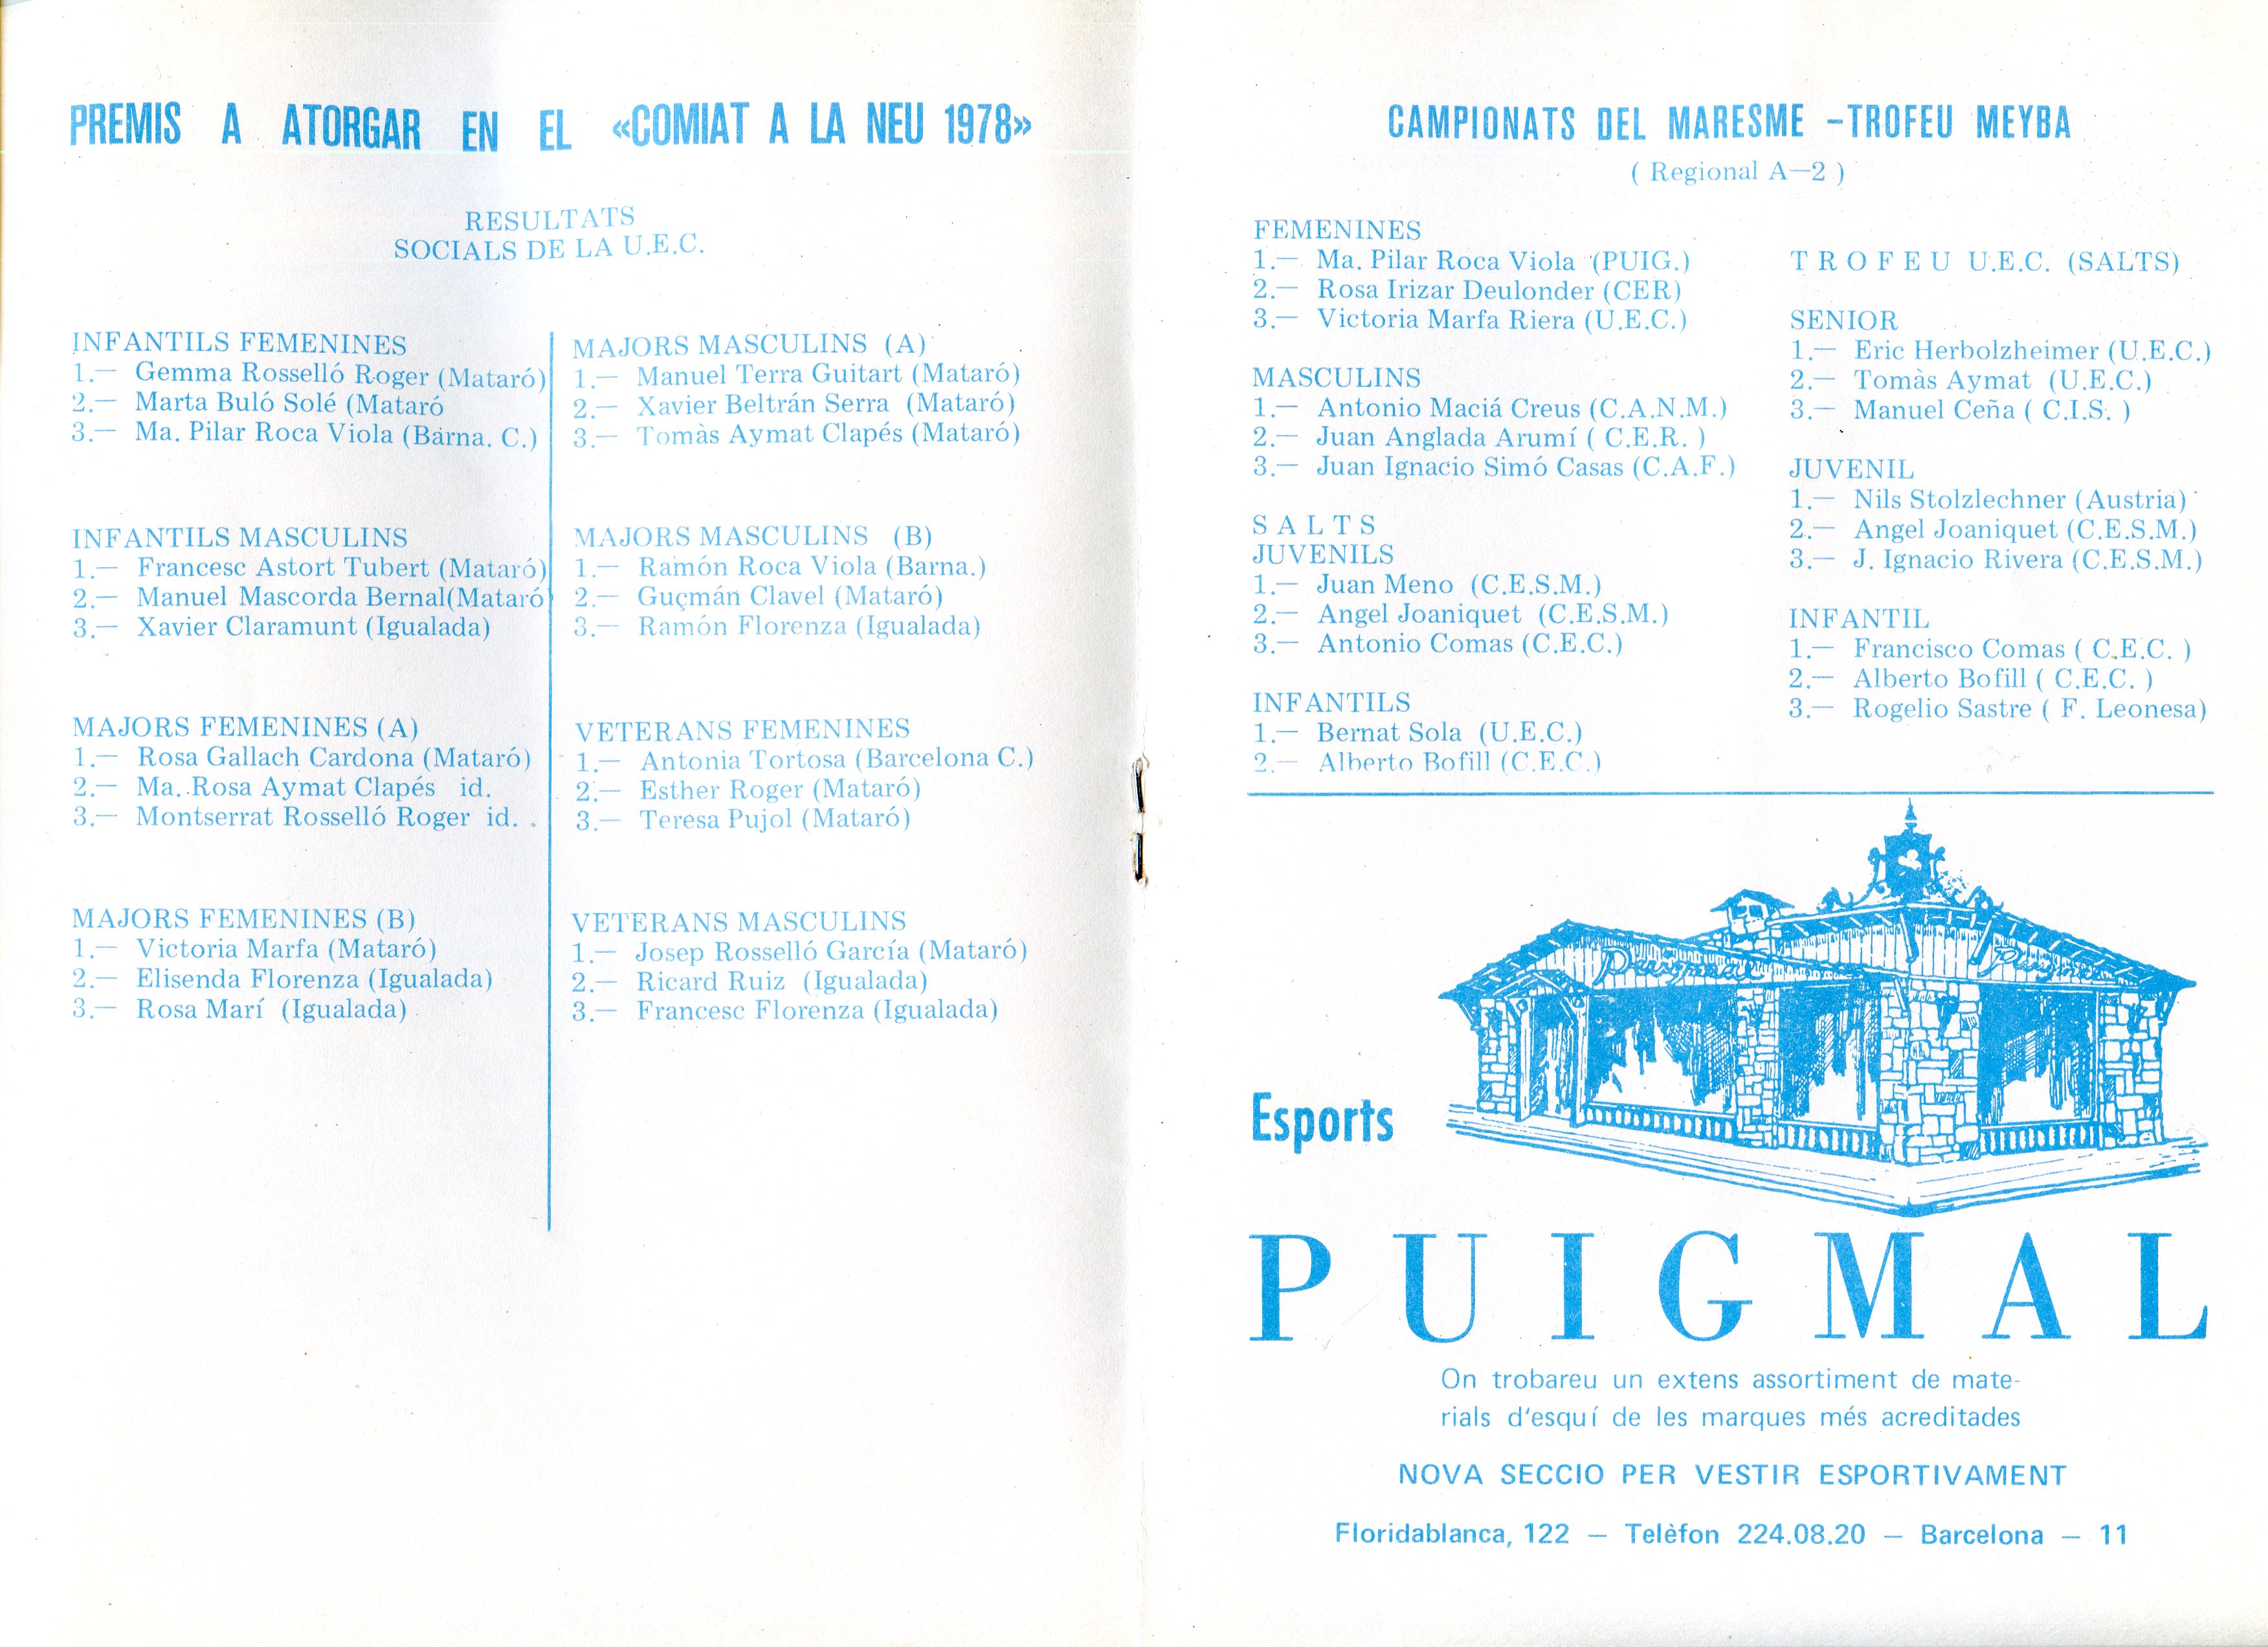 PREMIS A ATORGAR EN EL «COMIAT A LA NEU 1978»
RESULTATS
SOCIALS DE LA U.E.C.
INFANTILS FEMENINES
1.— Gemma Rosselló Roger (Mataró)
2.— Marta Buló Solé (Mataró
3.— Ma. Pilar Roca Viola (Barna. C.)
INFANTILS MASCULINS
1.— Francesc Astort Tubert (Mataró)
2.— Manuel Mascorda Bernal(Mataró)
3.— Xavier Claramunt (Igualada)
MAJORS FEMENINES (A)
1.— Rosa Gallach Cardona (Mataró)
2.— Ma. Rosa Aymat Clapés id.
3.— Montserrat Rosselló Roger id.
MAJORS FEMENINES (B)
1.— Victoria Marfa (Mataró)
2.— Elisenda Florenza (Igualada)
3.— Rosa Marí (Igualada)
MAJORS MASCULINS (A)
1.— Manuel Terra Guitart (Mataró)
2.— Xavier Beltrán Serra (Mataró)
3.— Tomàs Aymat Clapés (Mataró)
MAJORS MASCULINS (B)
1.— Ramón Roca Viola (Barna.)
2.— Guçmán Clavel (Mataró)
3.— Ramón Florenza (Igualada)
VETERANS FEMENINES
1.— Antonia Tortosa (Barcelona C.)
2.— Esther Roger (Mataró)
3.— Teresa Pujol (Mataró)
VETERANS MASCULINS
1.— Josep Rosselló García (Mataró)
2.— Ricard Ruiz (Igualada)
3.— Francesc Florenza (Igualada)
CAMPIONATS DEL MARESME –TROFEU MEYBA
( Regional A—2 )
FEMENINES
1.— Ma. Pilar Roca Viola (PUIG.)
2.— Rosa Irizar Deulonder (CER)
3.— Victoria Marfa Riera (U.E.C.)
MASCULINS
1.— Antonio Maciá Creus (C.A.N.M.)
2.— Juan Anglada Arumí ( C.E.R. )
3.— Juan Ignacio Simó Casas (C.A.F.)
S A L T S
JUVENILS
1.— Juan Meno (C.E.S.M.)
2.— Angel Joaniquet (C.E.S.M.)
3.— Antonio Comas (C.E.C.)
INFANTILS
1.— Bernat Sola (U.E.C.)
2.— Alberto Bofill (C.E.C.)
T R O F E U U.E.C. (SALTS)
SENIOR
1.— Eric Herbolzheimer (U.E.C.)
2.— Tomàs Aymat (U.E.C.)
3.— Manuel Ceña ( C.I.S. )
JUVENIL
1.— Nils Stolzlechner (Austria)
2.— Angel Joaniquet (C.E.S.M.)
3.— J. Ignacio Rivera (C.E.S.M.)
INFANTIL
1.— Francisco Comas ( C.E.C. )
2.— Alberto Bofill ( C.E.C. )
3.— Rogelio Sastre ( F. Leonesa)
Puigmal
Esports
PUIGMAL
On trobareu un extens assortiment de mate-
rials d'esquí de les marques més acreditades
NOVA SECCIO PER VESTIR ESPORTIVAMENT
Floridablanca, 122 — Telèfon 224.08.20 — Barcelona — 11